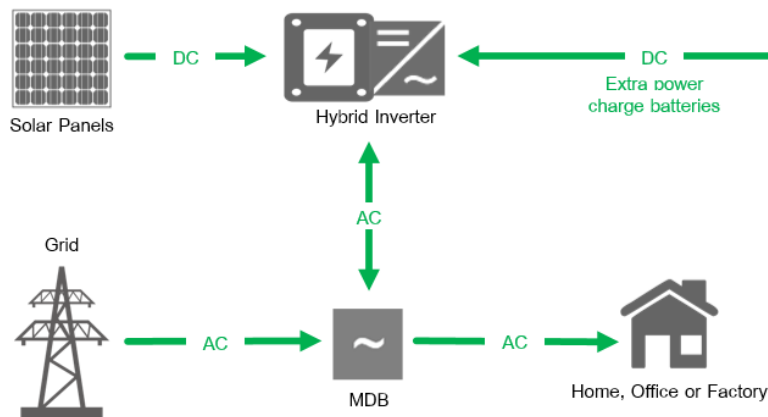 DC
DC
Extra power
charge batteries
Solar Panels
Hybrid Inverter
AC
Grid
AC
AC
MDB
Home, Office or Factory